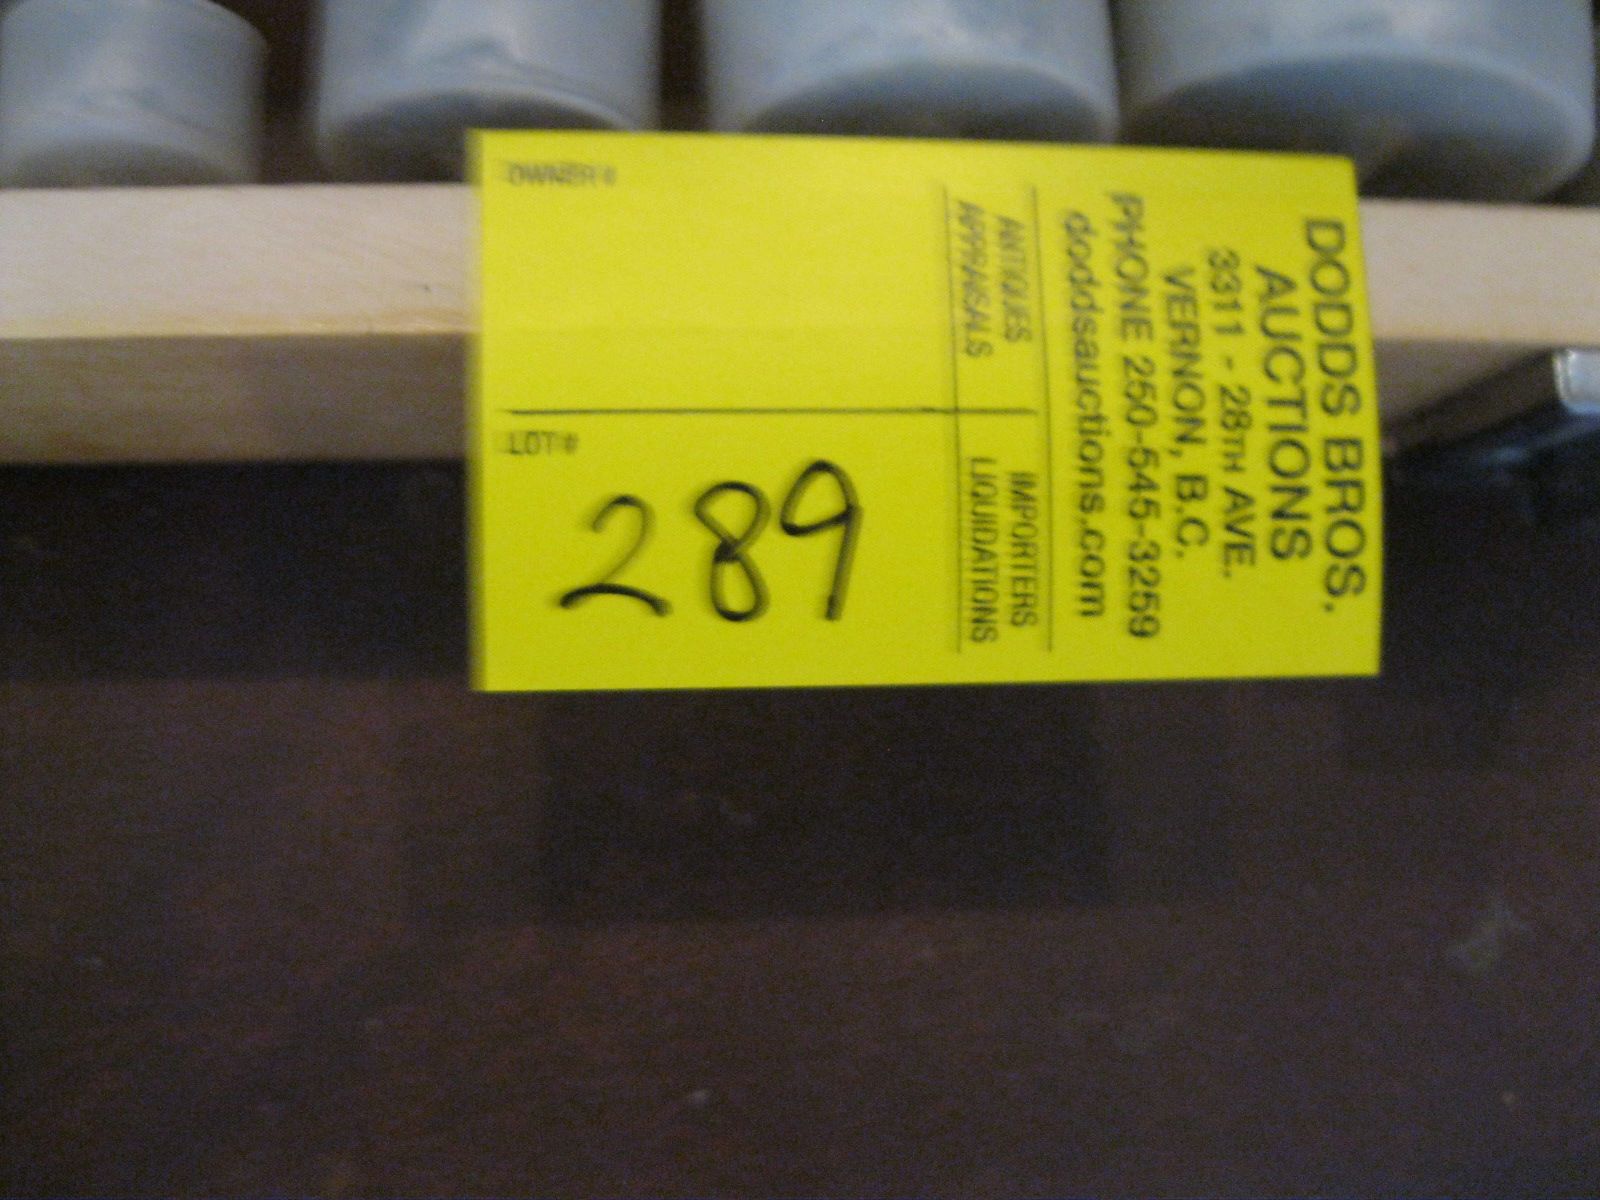 DODDS BROS.
AUCTIONS
3311 - 28TH AVE.
VERNON, B.C.
PHONE 250-545-3259
doddsauctions.com
ANTIQUES IMPORTERS
APPRAISALS LIQUIDATIONS
OWNER #
LOT #
289